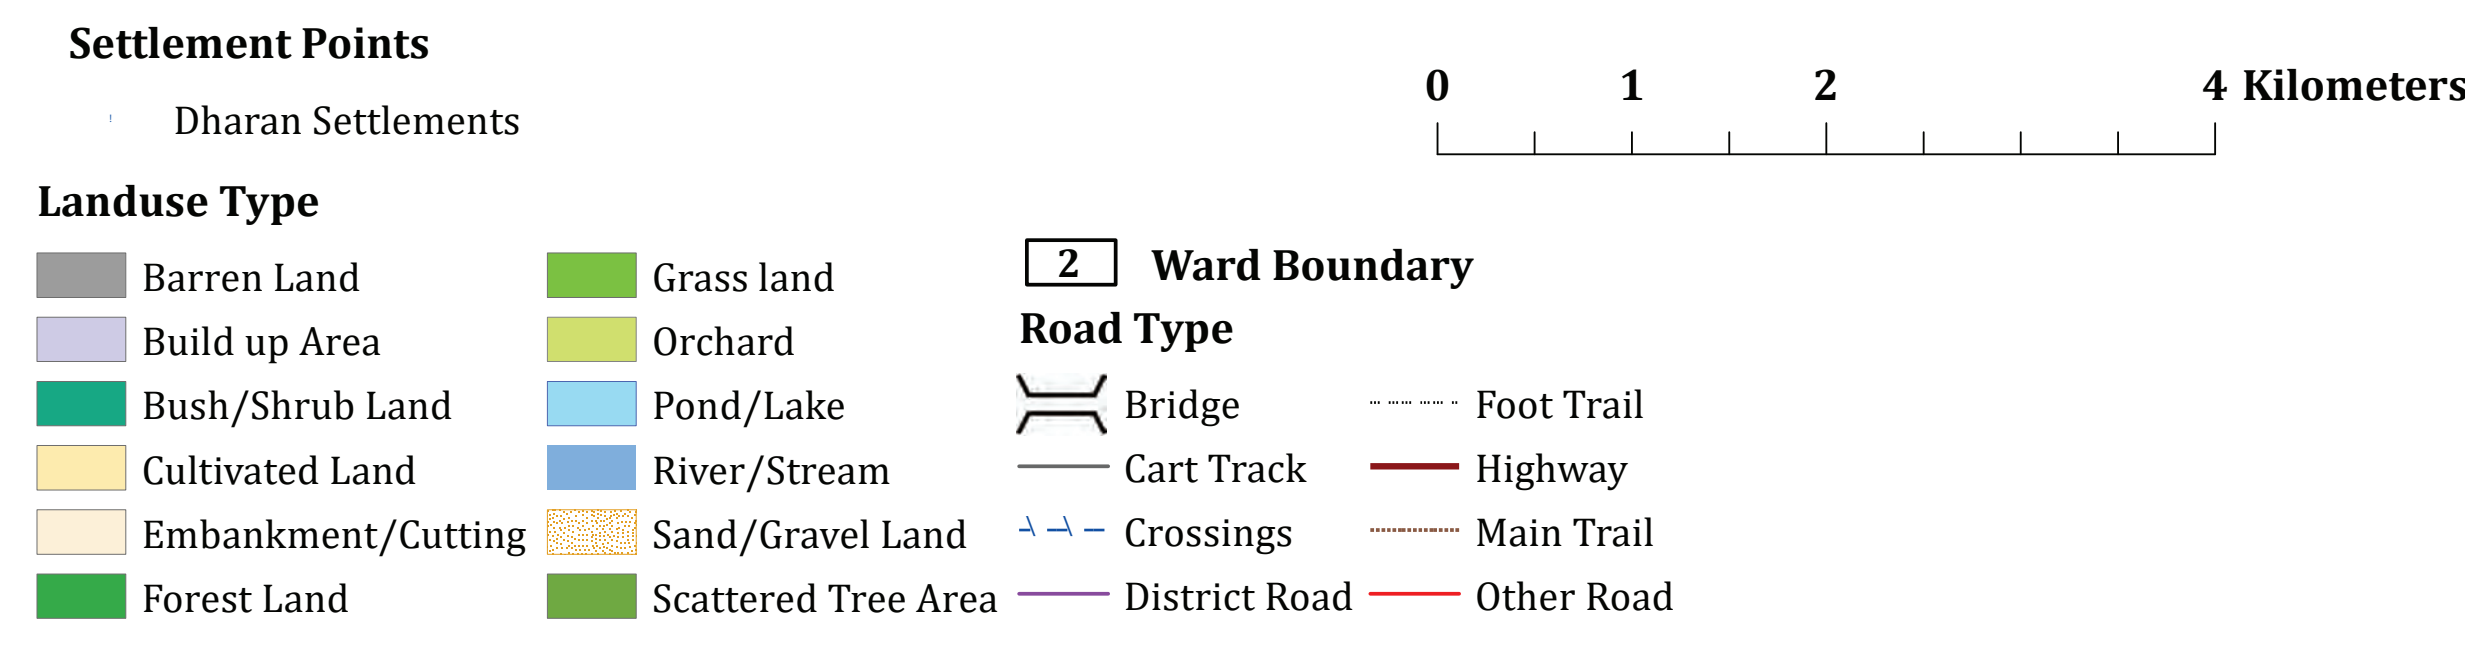 Settlement Points
Dharan Settlements
0 1 2 4 Kilometers
Landuse Type
Barren Land
Build up Area
Bush/Shrub Land
Cultivated Land
Embankment/Cutting
Forest Land
Grass land
Orchard
Pond/Lake
River/Stream
Sand/Gravel Land
Scattered Tree Area
2 Ward Boundary
Road Type
Bridge
Cart Track
Crossings
District Road
Foot Trail
Highway
Main Trail
Other Road